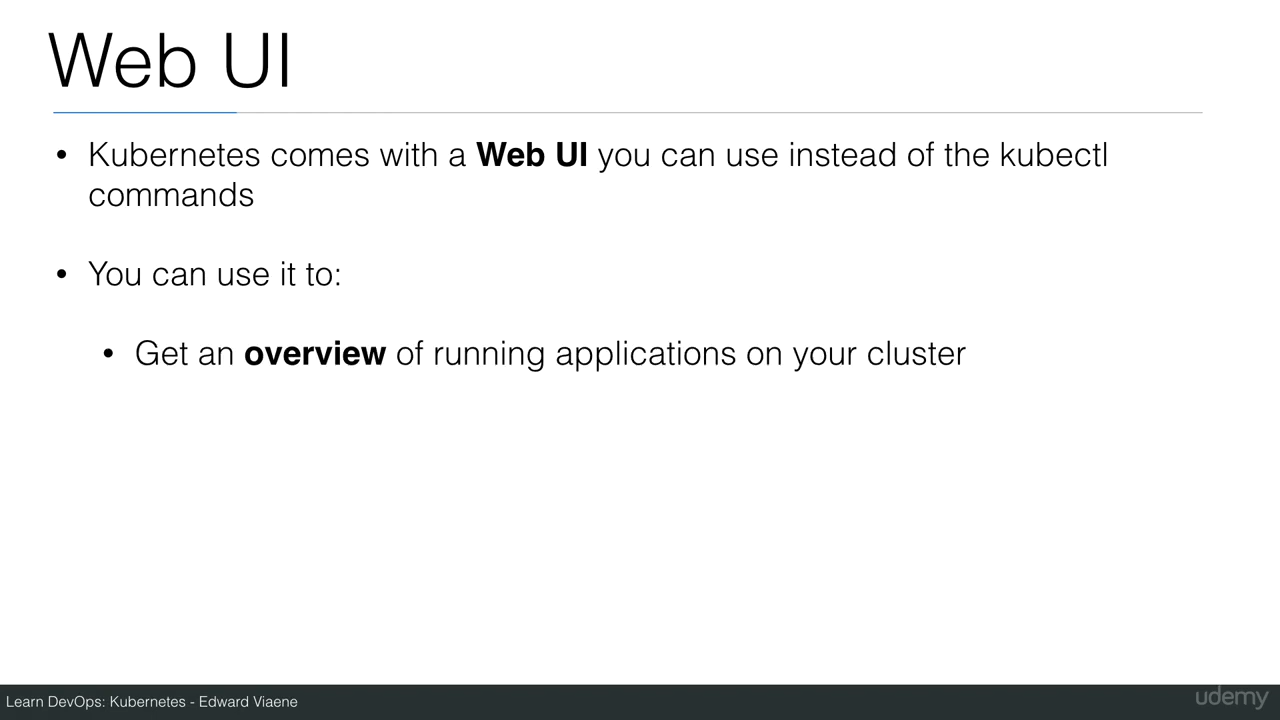 Web UI
• Kubernetes comes with a Web UI you can use instead of the kubectl
commands
• You can use it to:
• Get an overview of running applications on your cluster
Learn DevOps: Kubernetes - Edward Viaene
udemy